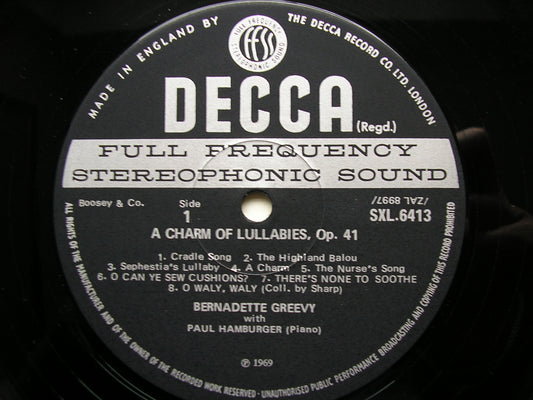 MADE IN ENGLAND BY
THE DECCA RECORD CO. LTD. LONDON
FULL FREQUENCY
STEREOPHONIC SOUND
FFSS
DECCA
(Regd.)
FULL FREQUENCY
STEREOPHONIC SOUND
Boosey & Co.
Side
1
/ZAL 8997/
SXL.6413
A CHARM OF LULLABIES, Op. 41
1. Cradle Song 2. The Highland Balou
3. Sephestia's Lullaby 4. A Charm 5. The Nurse's Song
6. O CAN YE SEW CUSHIONS? 7. THERE'S NONE TO SOOTHE
8. O WALY, WALY (Coll. by Sharp)
BERNADETTE GREEVY
with
PAUL HAMBURGER (Piano)
℗ 1969
ALL RIGHTS OF THE MANUFACTURER AND OF THE OWNER OF THE RECORDED WORK RESERVED · UNAUTHORISED PUBLIC PERFORMANCE BROADCASTING AND COPYING OF THIS RECORD PROHIBITED